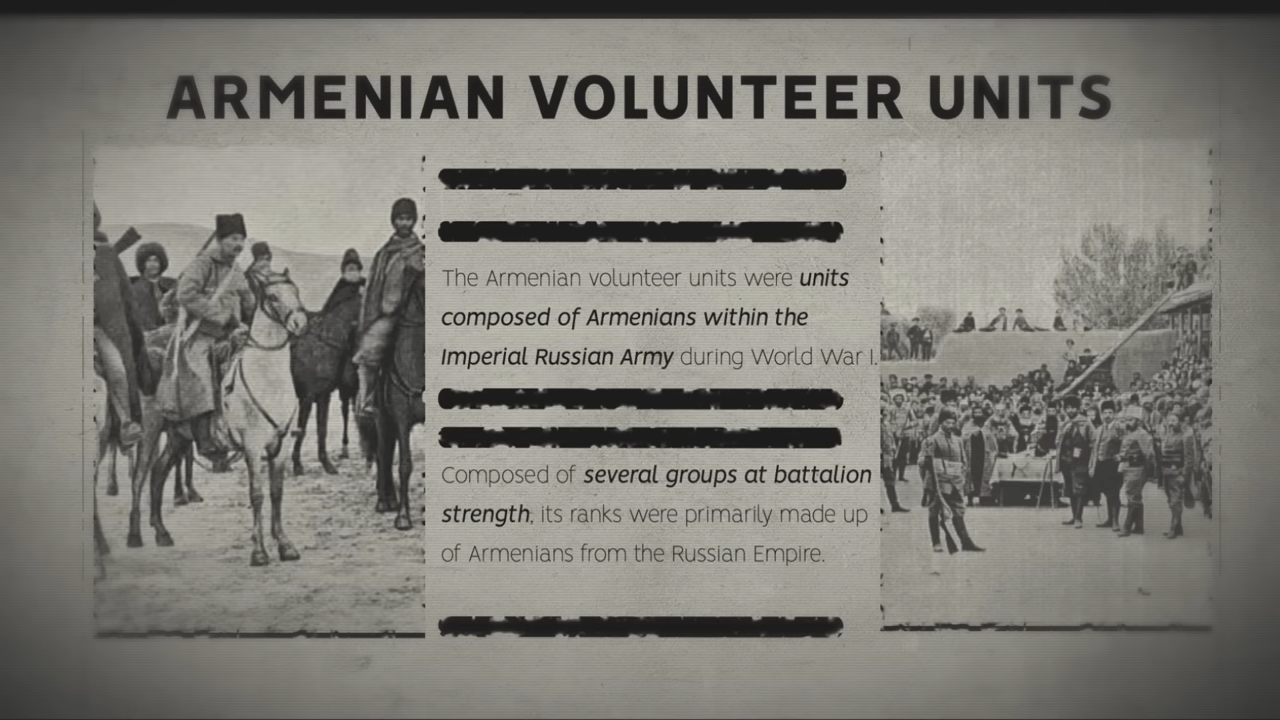 ARMENIAN VOLUNTEER UNITS
The Armenian volunteer units were units
composed of Armenians within the
Imperial Russian Army during World War I.
Composed of several groups at battalion
strength, its ranks were primarily made up
of Armenians from the Russian Empire.